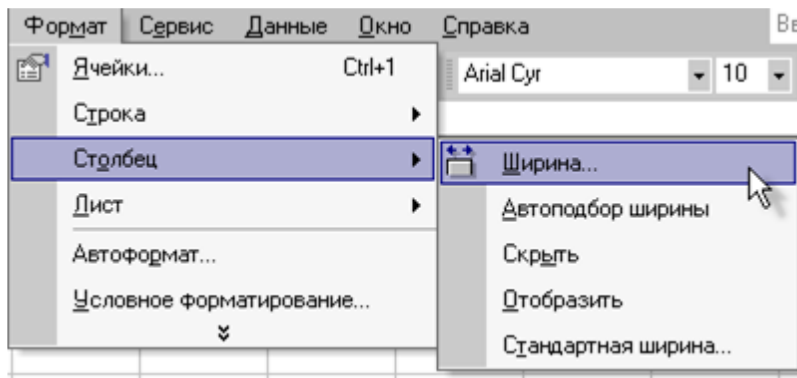 Формат Сервис Данные Окно Справка
Ячейки... Ctrl+1
Arial Cyr 10
Строка
Столбец
Ширина...
Лист
Автоподбор ширины
Автоформат...
Скрыть
Условное форматирование...
Отобразить
Стандартная ширина...